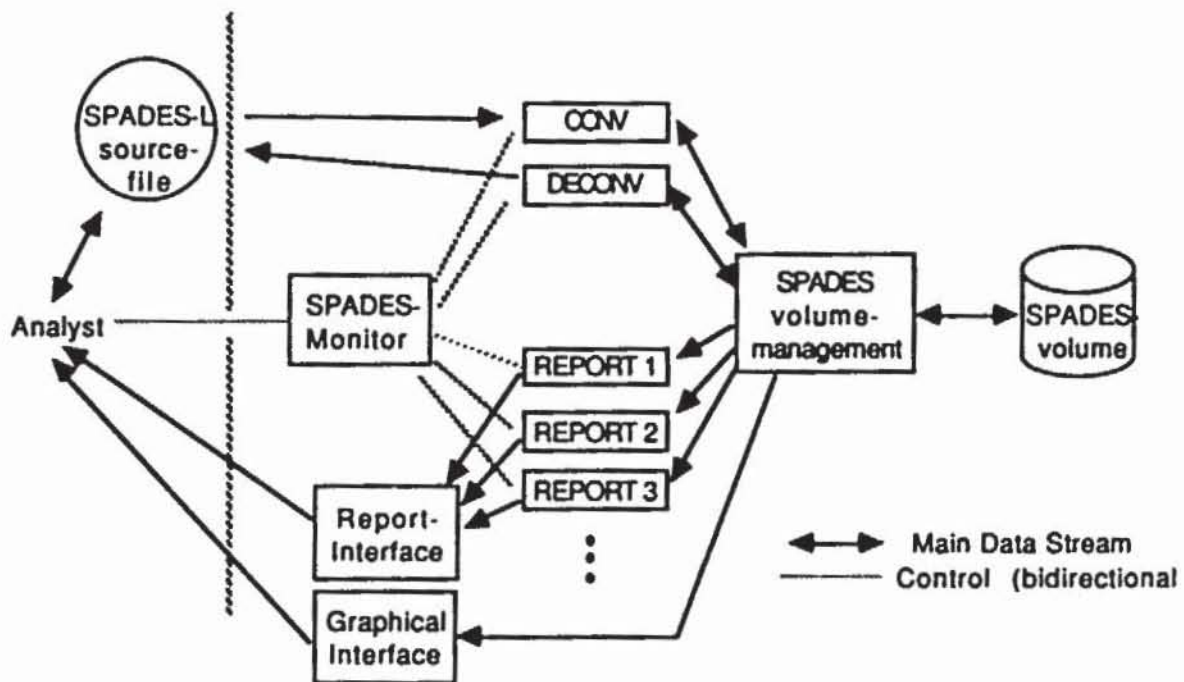 SPADES-L
source-
file
CONV
DECONV
SPADES-
Monitor
Analyst
SPADES
volume-
management
SPADES-
volume
REPORT 1
REPORT 2
REPORT 3
Report-
Interface
Graphical
Interface
Main Data Stream
Control (bidirectional